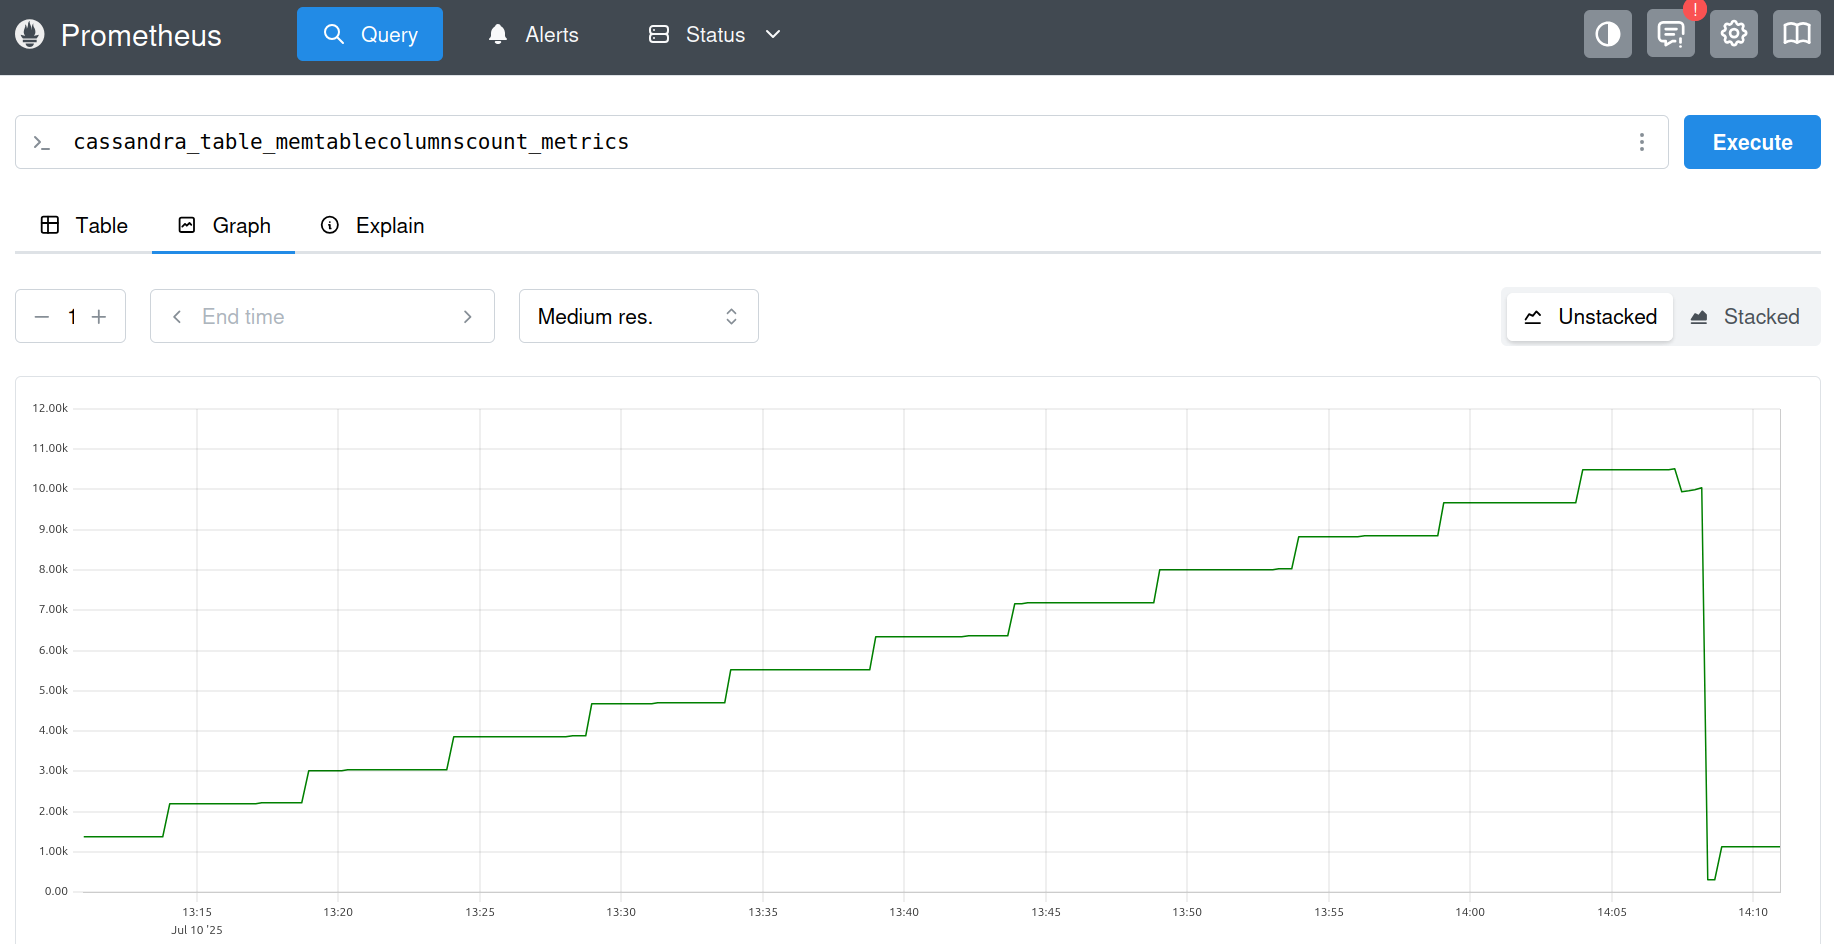 Prometheus Query Alerts Status !
cassandra_table_memtablecolumnscount_metrics Execute
Table Graph Explain
1 End time Medium res. Unstacked Stacked
12.00k
11.00k
10.00k
9.00k
8.00k
7.00k
6.00k
5.00k
4.00k
3.00k
2.00k
1.00k
0.00
13:15 13:20 13:25 13:30 13:35 13:40 13:45 13:50 13:55 14:00 14:05 14:10
Jul 10 '25